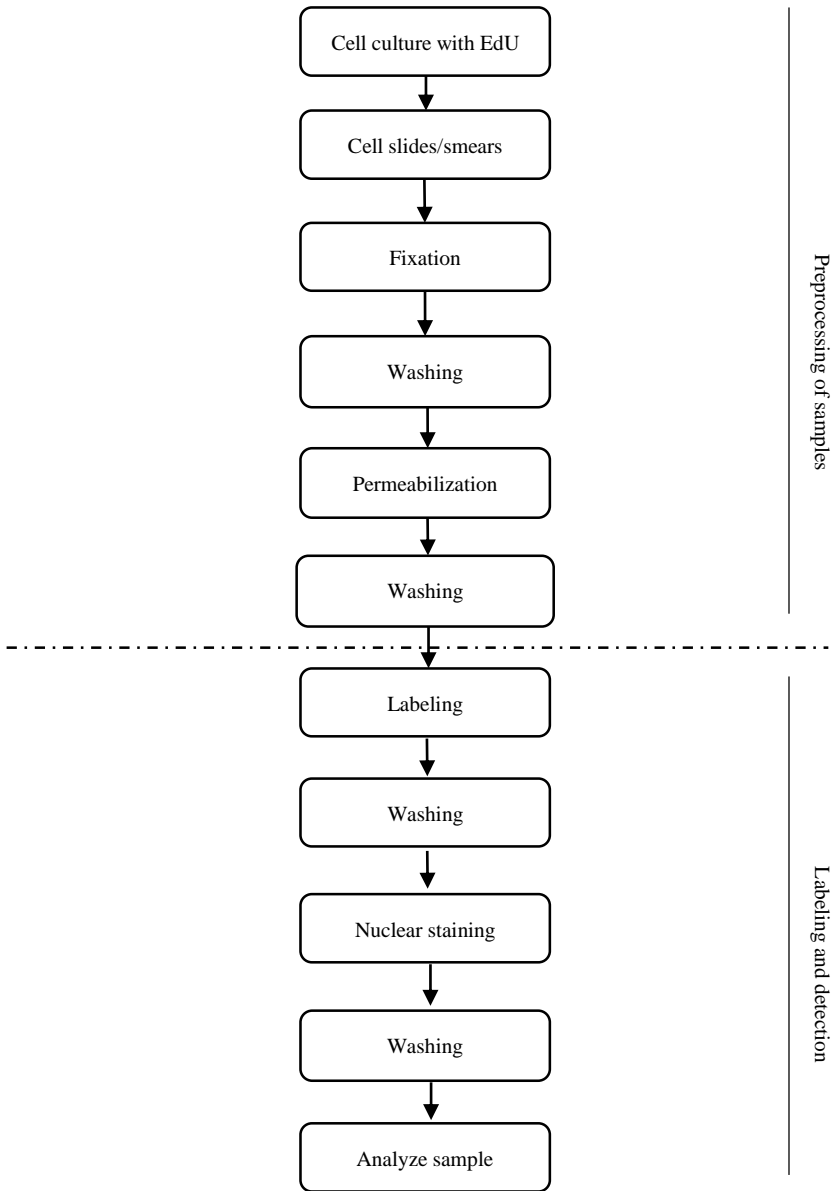 Cell culture with EdU
Cell slides/smears
Fixation
Washing
Permeabilization
Washing
Preprocessing of samples
Labeling
Washing
Nuclear staining
Washing
Analyze sample
Labeling and detection